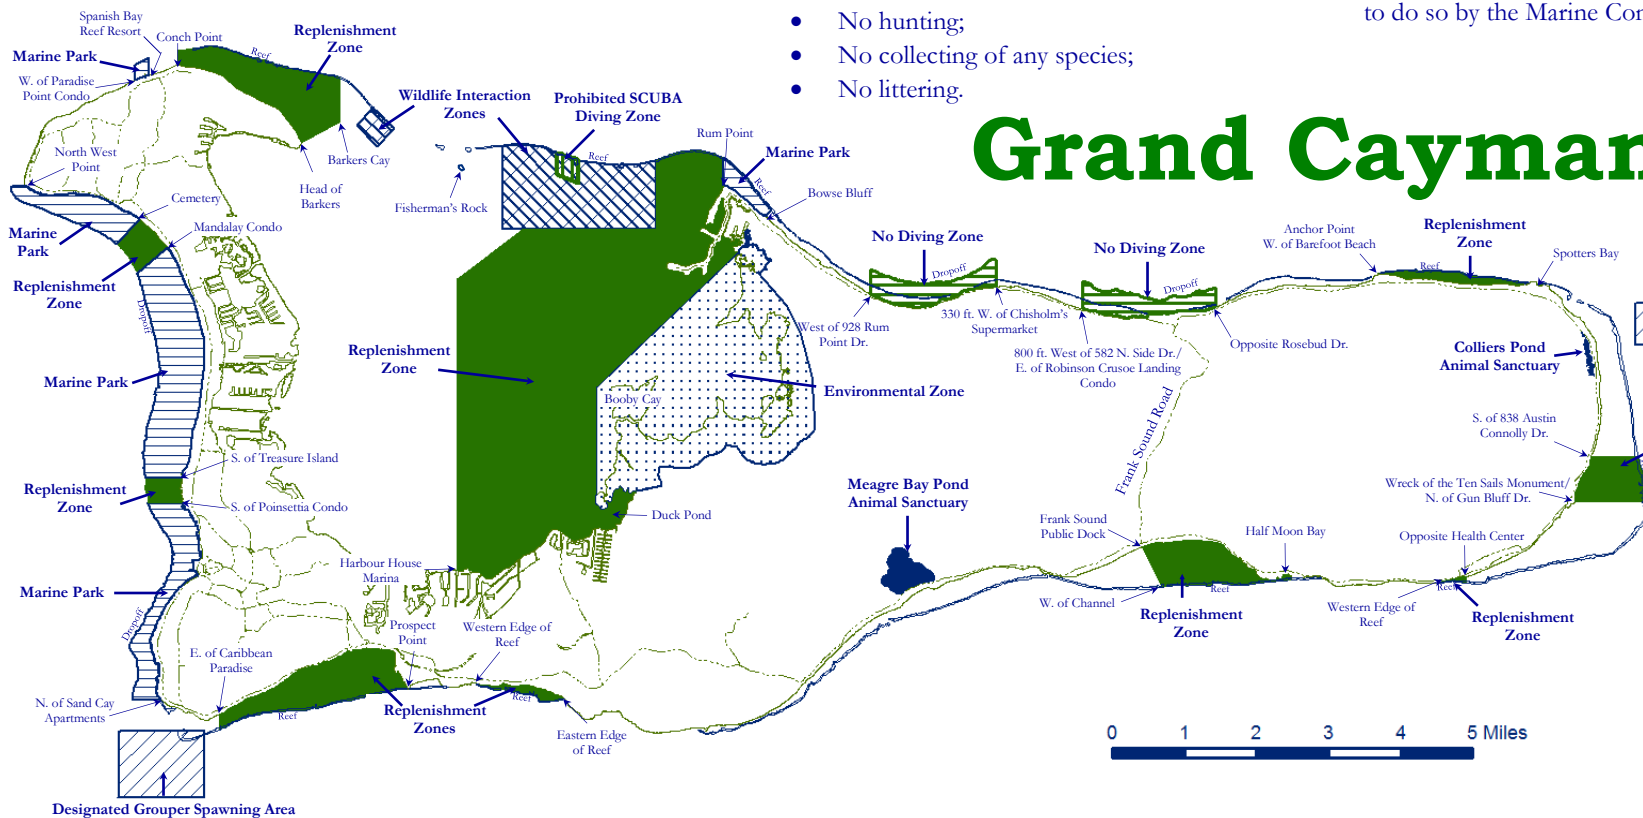 to do so by the Marine Con
• No hunting;
• No collecting of any species;
• No littering.
Grand Cayman
Spanish Bay
Reef Resort
Conch Point
Reef
Replenishment
Zone
Marine Park
W. of Paradise
Point Condo
Wildlife Interaction
Zones
Prohibited SCUBA
Diving Zone
Reef
Rum Point
Marine Park
Reef
Bowse Bluff
North West
Point
Barkers Cay
Head of
Barkers
Fisherman's Rock
Cemetery
Mandalay Condo
Marine
Park
Replenishment
Zone
Dropoff
No Diving Zone
Dropoff
No Diving Zone
Dropoff
Anchor Point
W. of Barefoot Beach
Replenishment
Zone
Reef
Spotters Bay
West of 928 Rum
Point Dr.
330 ft. W. of Chisholm's
Supermarket
800 ft. West of 582 N. Side Dr./
E. of Robinson Crusoe Landing
Condo
Opposite Rosebud Dr.
Colliers Pond
Animal Sanctuary
Replenishment
Zone
Marine Park
Environmental Zone
Booby Cay
Frank Sound Road
S. of 838 Austin
Connolly Dr.
S. of Treasure Island
Replenishment
Zone
S. of Poinsettia Condo
Duck Pond
Meagre Bay Pond
Animal Sanctuary
Wreck of the Ten Sails Monument/
N. of Gun Bluff Dr.
Frank Sound
Public Dock
Half Moon Bay
Opposite Health Center
Harbour House
Marina
Marine Park
Dropoff
W. of Channel
Reef
Replenishment
Zone
Western Edge of
Reef
Reef
Replenishment
Zone
Prospect
Point
Western Edge of
Reef
E. of Caribbean
Paradise
N. of Sand Cay
Apartments
Reef
Replenishment
Zones
Reef
Eastern Edge
of Reef
0 1 2 3 4 5 Miles
Designated Grouper Spawning Area